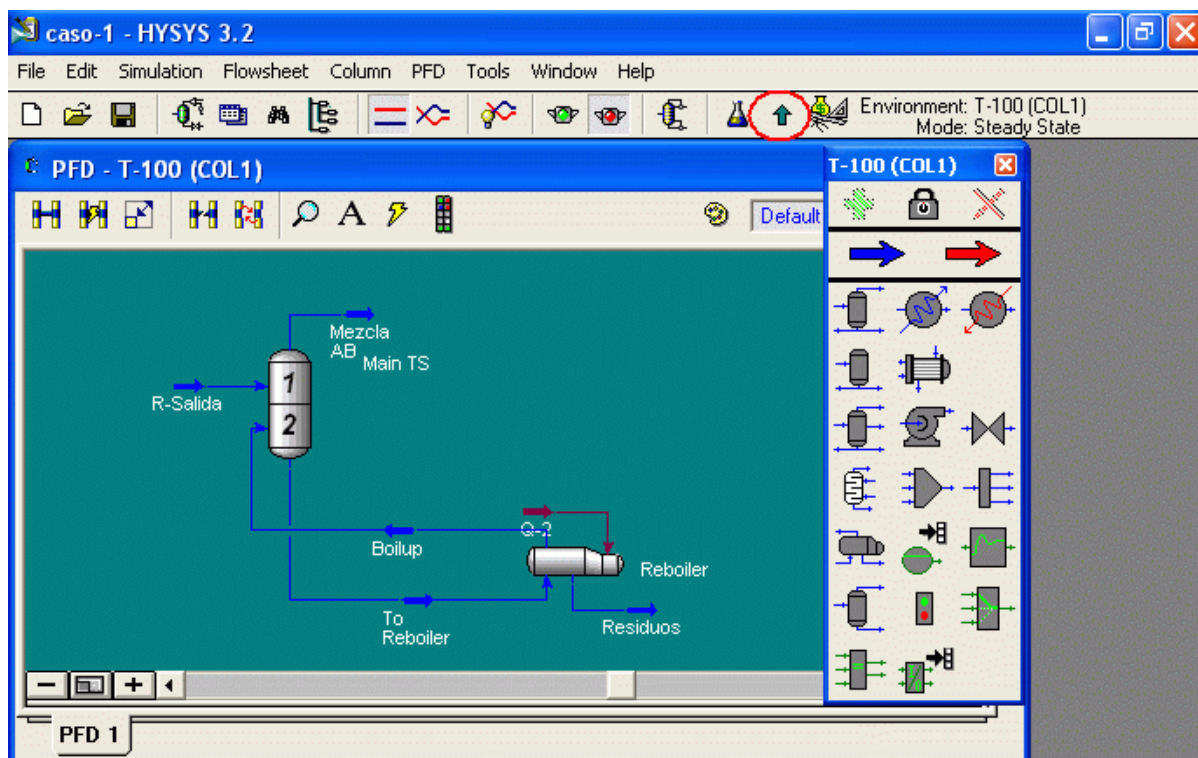 caso-1 - HYSYS 3.2
File Edit Simulation Flowsheet Column PFD Tools Window Help
Environment: T-100 (COL1)
Mode: Steady State
PFD - T-100 (COL1)
T-100 (COL1)
A
Default
Mezcla
AB
Main TS
R-Salida
1
2
Q-2
Boilup
Reboiler
To
Reboiler
Residuos
PFD 1